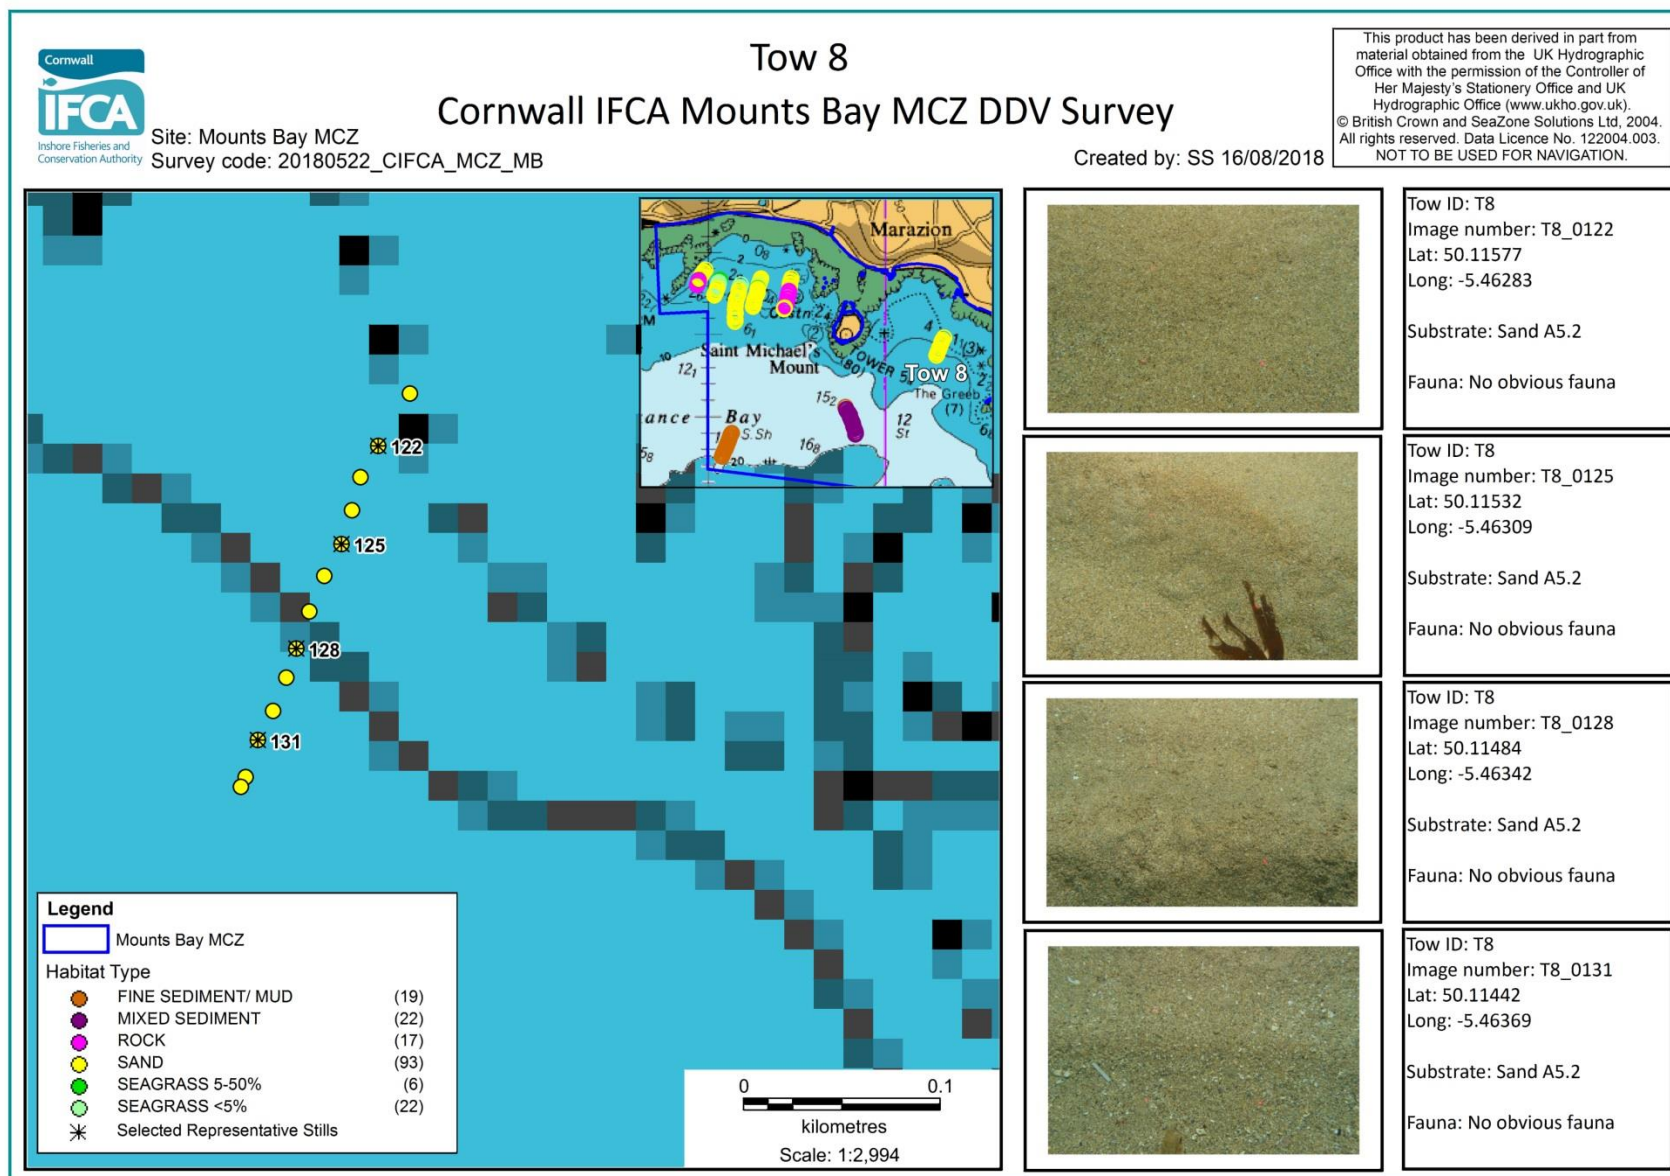 Cornwall
IFCA
Inshore Fisheries and
Conservation Authority
Tow 8
Cornwall IFCA Mounts Bay MCZ DDV Survey
Site: Mounts Bay MCZ
Survey code: 20180522_CIFCA_MCZ_MB
Created by: SS 16/08/2018
This product has been derived in part from
material obtained from the UK Hydrographic
Office with the permission of the Controller of
Her Majesty's Stationery Office and UK
Hydrographic Office (www.ukho.gov.uk).
© British Crown and SeaZone Solutions Ltd, 2004.
All rights reserved. Data Licence No. 122004.003.
NOT TO BE USED FOR NAVIGATION.
Marazion
Saint Michael's
Mount
TOWER
(80)
Tow 8
The Greeb
(7)
ance Bay
S.Sh
12
St
122
125
128
131
Legend
Mounts Bay MCZ
Habitat Type
FINE SEDIMENT/ MUD (19)
MIXED SEDIMENT (22)
ROCK (17)
SAND (93)
SEAGRASS 5-50% (6)
SEAGRASS <5% (22)
Selected Representative Stills
0 0.1
kilometres
Scale: 1:2,994
Tow ID: T8
Image number: T8_0122
Lat: 50.11577
Long: -5.46283
Substrate: Sand A5.2
Fauna: No obvious fauna
Tow ID: T8
Image number: T8_0125
Lat: 50.11532
Long: -5.46309
Substrate: Sand A5.2
Fauna: No obvious fauna
Tow ID: T8
Image number: T8_0128
Lat: 50.11484
Long: -5.46342
Substrate: Sand A5.2
Fauna: No obvious fauna
Tow ID: T8
Image number: T8_0131
Lat: 50.11442
Long: -5.46369
Substrate: Sand A5.2
Fauna: No obvious fauna